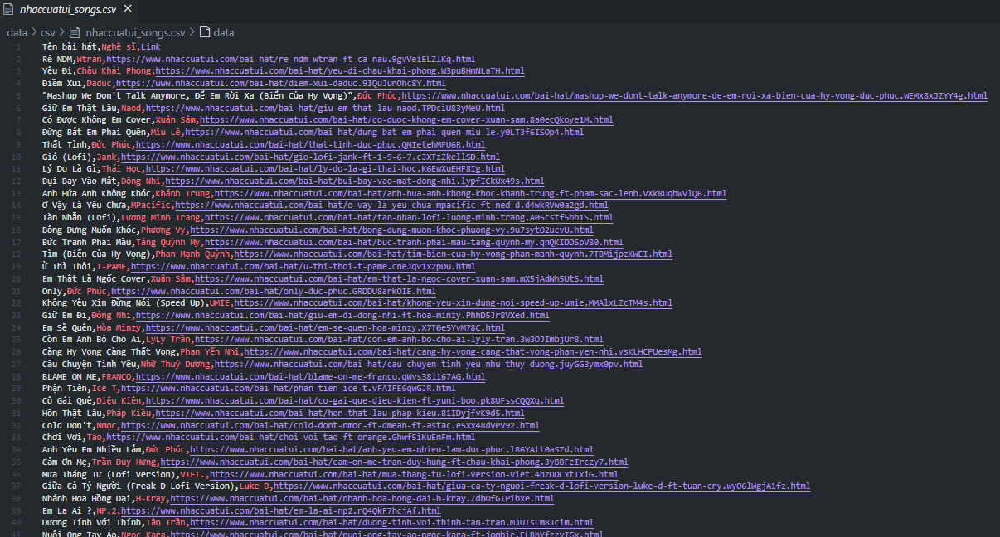 nhaccuatui_songs.csv
data > csv > nhaccuatui_songs.csv > data
1 Tên bài hát,Nghệ sĩ,Link
2 Rê NDM,Wtran,https://www.nhaccuatui.com/bai-hat/re-ndm-wtran-ft-ca-nau.9gvVeiELZlKq.html
3 Yêu Đi,Châu Khải Phong,https://www.nhaccuatui.com/bai-hat/yeu-di-chau-khai-phong.W3puBHmNLaTH.html
4 Điềm Xui,Daduc,https://www.nhaccuatui.com/bai-hat/diem-xui-daduc.9IQUJunOhc8Y.html
5 "Mashup We Don't Talk Anymore, Để Em Rời Xa (Biển Của Hy Vọng)",Đức Phúc,https://www.nhaccuatui.com/bai-hat/mashup-we-dont-talk-anymore-de-em-roi-xa-bien-cua-hy-vong-duc-phuc.WEMx8xJZYY4g.html
6 Giữ Em Thật Lâu,Naod,https://www.nhaccuatui.com/bai-hat/giu-em-that-lau-naod.TPDciU83yMeU.html
7 Có Được Không Em Cover,Xuân Sâm,https://www.nhaccuatui.com/bai-hat/co-duoc-khong-em-cover-xuan-sam.8a0ecQkoye1M.html
8 Đừng Bắt Em Phải Quên,Miu Lê,https://www.nhaccuatui.com/bai-hat/dung-bat-em-phai-quen-miu-le.y0LT3f6ISOp4.html
9 Thất Tình,Đức Phúc,https://www.nhaccuatui.com/bai-hat/that-tinh-duc-phuc.QMIetehMFU6R.html
10 Gió (Lofi),Jank,https://www.nhaccuatui.com/bai-hat/gio-lofi-jank-ft-1-9-6-7.cJXTzZkellSD.html
11 Lý Do Là Gì,Thái Học,https://www.nhaccuatui.com/bai-hat/ly-do-la-gi-thai-hoc.K6EwXuEHF8Ig.html
12 Bụi Bay Vào Mắt,Đông Nhi,https://www.nhaccuatui.com/bai-hat/bui-bay-vao-mat-dong-nhi.lypfICkUx49s.html
13 Anh Hứa Anh Không Khóc,Khánh Trung,https://www.nhaccuatui.com/bai-hat/anh-hua-anh-khong-khoc-khanh-trung-ft-pham-sac-lenh.VXkRUqbWVlQB.html
14 Ơ Vậy Là Yêu Chưa,MPacific,https://www.nhaccuatui.com/bai-hat/o-vay-la-yeu-chua-mpacific-ft-ned-d.d4wkRVw0a2gd.html
15 Tàn Nhẫn (Lofi),Lương Minh Trang,https://www.nhaccuatui.com/bai-hat/tan-nhan-lofi-luong-minh-trang.A05cstf5bb1S.html
16 Bỗng Dưng Muốn Khóc,Phương Vy,https://www.nhaccuatui.com/bai-hat/bong-dung-muon-khoc-phuong-vy.9u7sytO2ucvU.html
17 Bức Tranh Phai Màu,Tăng Quỳnh My,https://www.nhaccuatui.com/bai-hat/buc-tranh-phai-mau-tang-quynh-my.qnQKIDDSpV80.html
18 Tìm (Biển Của Hy Vọng),Phan Mạnh Quỳnh,https://www.nhaccuatui.com/bai-hat/tim-bien-cua-hy-vong-phan-manh-quynh.7TBMijpzKWEI.html
19 Ừ Thì Thôi,T-PAME,https://www.nhaccuatui.com/bai-hat/u-thi-thoi-t-pame.cneJqv1x2pDu.html
20 Em Thật Là Ngốc Cover,Xuân Sâm,https://www.nhaccuatui.com/bai-hat/em-that-la-ngoc-cover-xuan-sam.mX5jAdWh5UtS.html
21 Only,Đức Phúc,https://www.nhaccuatui.com/bai-hat/only-duc-phuc.GRDDU8arkOIE.html
22 Không Yêu Xin Đừng Nói (Speed Up),UMIE,https://www.nhaccuatui.com/bai-hat/khong-yeu-xin-dung-noi-speed-up-umie.MMAlxLZcTM4s.html
23 Giữ Em Đi,Đông Nhi,https://www.nhaccuatui.com/bai-hat/giu-em-di-dong-nhi-ft-hoa-minzy.PhhD5Jr8VXed.html
24 Em Sẽ Quên,Hòa Minzy,https://www.nhaccuatui.com/bai-hat/em-se-quen-hoa-minzy.X7T0e5YvM78C.html
25 Còn Em Anh Bỏ Cho Ai,LyLy Trần,https://www.nhaccuatui.com/bai-hat/con-em-anh-bo-cho-ai-lyly-tran.3w3OJImbjUr8.html
26 Càng Hy Vọng Càng Thất Vọng,Phan Yến Nhi,https://www.nhaccuatui.com/bai-hat/cang-hy-vong-cang-that-vong-phan-yen-nhi.vsKLHCPUesMg.html
27 Câu Chuyện Tình Yêu,Như Thuỳ Dương,https://www.nhaccuatui.com/bai-hat/cau-chuyen-tinh-yeu-nhu-thuy-duong.juyGG3ymx0pv.html
28 BLAME ON ME,FRANCO,https://www.nhaccuatui.com/bai-hat/blame-on-me-franco.qWvs38i167AG.html
29 Phận Tiên,Ice T,https://www.nhaccuatui.com/bai-hat/phan-tien-ice-t.vFAIFE6qwGJR.html
30 Cô Gái Quê,Diệu Kiên,https://www.nhaccuatui.com/bai-hat/co-gai-que-dieu-kien-ft-yuni-boo.pk8UFssCQQXq.html
31 Hôn Thật Lâu,Pháp Kiều,https://www.nhaccuatui.com/bai-hat/hon-that-lau-phap-kieu.81IDyjfvK9d5.html
32 Cold Don't,Nmọc,https://www.nhaccuatui.com/bai-hat/cold-dont-nmoc-ft-dmean-ft-astac.e5xx48dVPV92.html
33 Chơi Vơi,Táo,https://www.nhaccuatui.com/bai-hat/choi-voi-tao-ft-orange.Ghwf5iKuEnFm.html
34 Anh Yêu Em Nhiều Lắm,Đức Phúc,https://www.nhaccuatui.com/bai-hat/anh-yeu-em-nhieu-lam-duc-phuc.l86YAtt0aSZd.html
35 Cảm Ơn Mẹ,Trần Duy Hưng,https://www.nhaccuatui.com/bai-hat/cam-on-me-tran-duy-hung-ft-chau-khai-phong.JyBBFeIrczy7.html
36 Mưa Tháng Tư (Lofi Version),VIET.,https://www.nhaccuatui.com/bai-hat/mua-thang-tu-lofi-version-viet.4hzODCxtTxiG.html
37 Giữa Cả Tỷ Người (Freak D Lofi Version),Luke D,https://www.nhaccuatui.com/bai-hat/giua-ca-ty-nguoi-freak-d-lofi-version-luke-d-ft-tuan-cry.wyO6lWgjA1fz.html
38 Nhánh Hoa Hồng Dại,H-Kray,https://www.nhaccuatui.com/bai-hat/nhanh-hoa-hong-dai-h-kray.ZdbOfGIPibxe.html
39 Em La Ai ?,NP.2,https://www.nhaccuatui.com/bai-hat/em-la-ai-np2.rQ4QkF7hcjAf.html
40 Dương Tính Với Thính,Tân Trần,https://www.nhaccuatui.com/bai-hat/duong-tinh-voi-thinh-tan-tran.MJUIsLm8Jcim.html
41 Nuôi Ong Tay Áo,Ngọc Kara,https://www.nhaccuatui.com/bai-hat/nuoi-ong-tay-ao-ngoc-kara-ft-jombie.